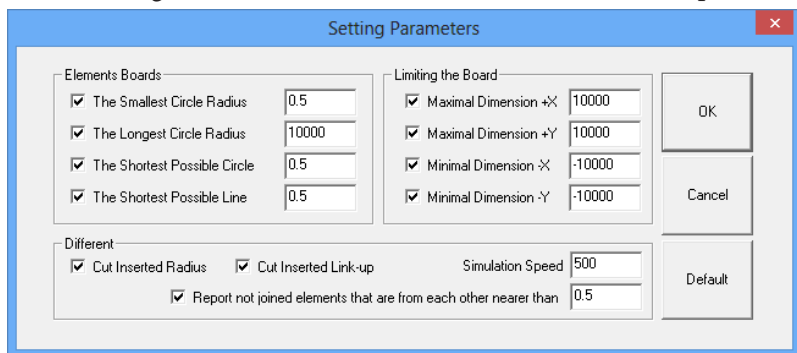 Setting Parameters
Elements Boards
The Smallest Circle Radius 0.5
The Longest Circle Radius 10000
The Shortest Possible Circle 0.5
The Shortest Possible Line 0.5
Limiting the Board
Maximal Dimension +X 10000
Maximal Dimension +Y 10000
Minimal Dimension -X -10000
Minimal Dimension -Y -10000
OK
Cancel
Default
Different
Cut Inserted Radius Cut Inserted Link-up Simulation Speed 500
Report not joined elements that are from each other nearer than 0.5